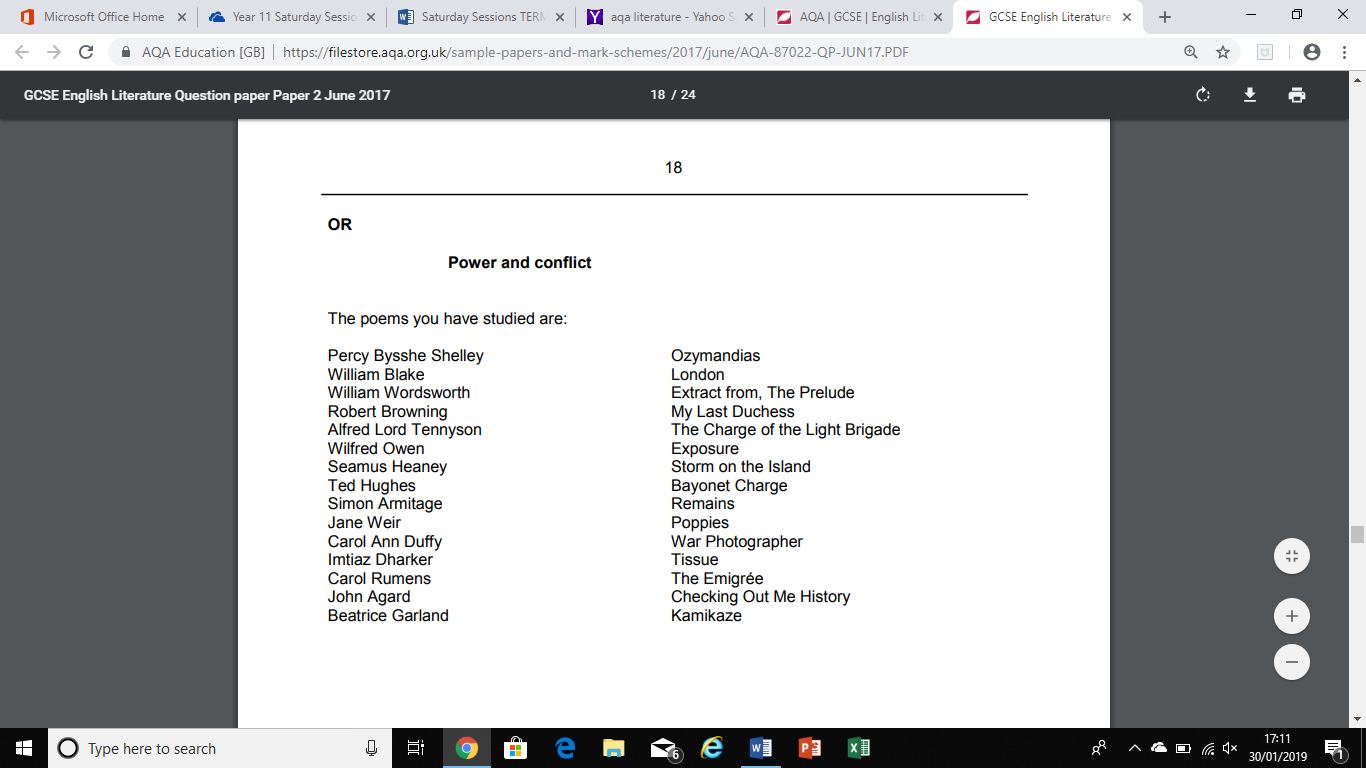 Microsoft Office Home
Year 11 Saturday Sessio
Saturday Sessions TERM
aqa literature - Yahoo S
AQA | GCSE | English Lit
GCSE English Literature
AQA Education [GB] | https://filestore.aqa.org.uk/sample-papers-and-mark-schemes/2017/june/AQA-87022-QP-JUN17.PDF
GCSE English Literature Question paper Paper 2 June 2017
18 / 24
18
OR
Power and conflict
The poems you have studied are:
Percy Bysshe Shelley Ozymandias
William Blake London
William Wordsworth Extract from, The Prelude
Robert Browning My Last Duchess
Alfred Lord Tennyson The Charge of the Light Brigade
Wilfred Owen Exposure
Seamus Heaney Storm on the Island
Ted Hughes Bayonet Charge
Simon Armitage Remains
Jane Weir Poppies
Carol Ann Duffy War Photographer
Imtiaz Dharker Tissue
Carol Rumens The Emigrée
John Agard Checking Out Me History
Beatrice Garland Kamikaze
Type here to search
6
17:11
30/01/2019
1